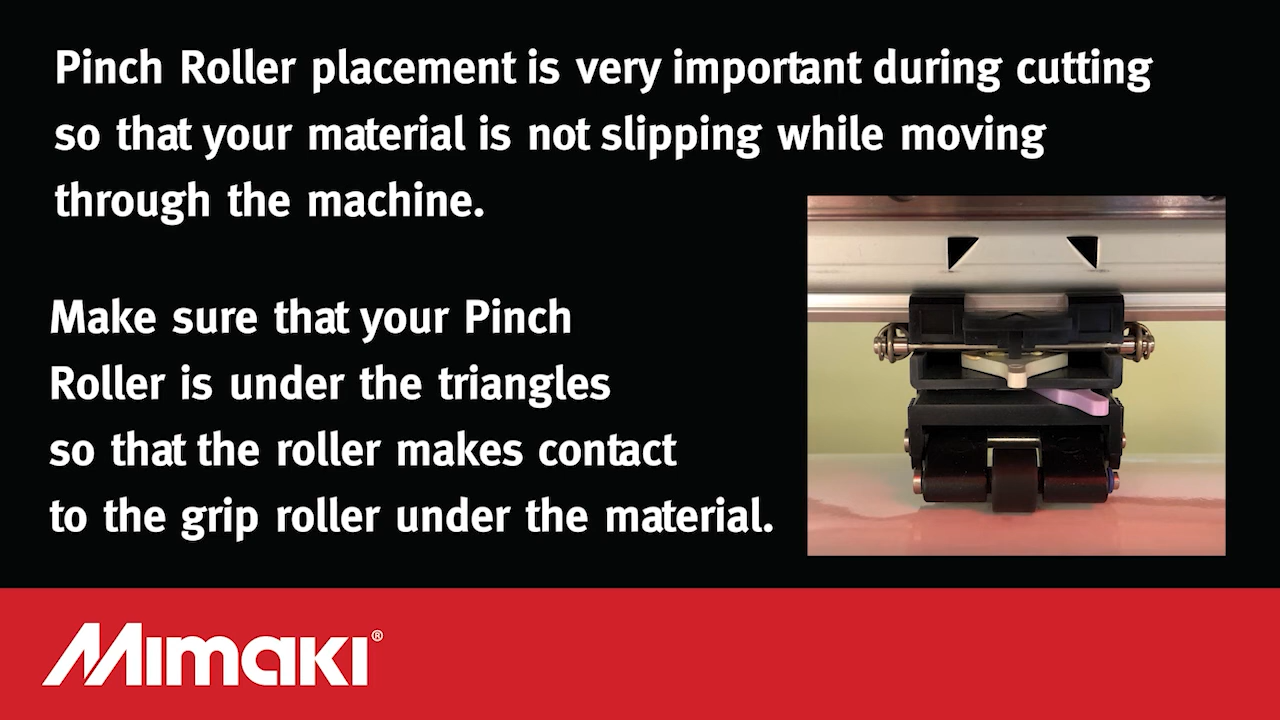 Pinch Roller placement is very important during cutting
so that your material is not slipping while moving
through the machine.
Make sure that your Pinch
Roller is under the triangles
so that the roller makes contact
to the grip roller under the material.
Mimaki®